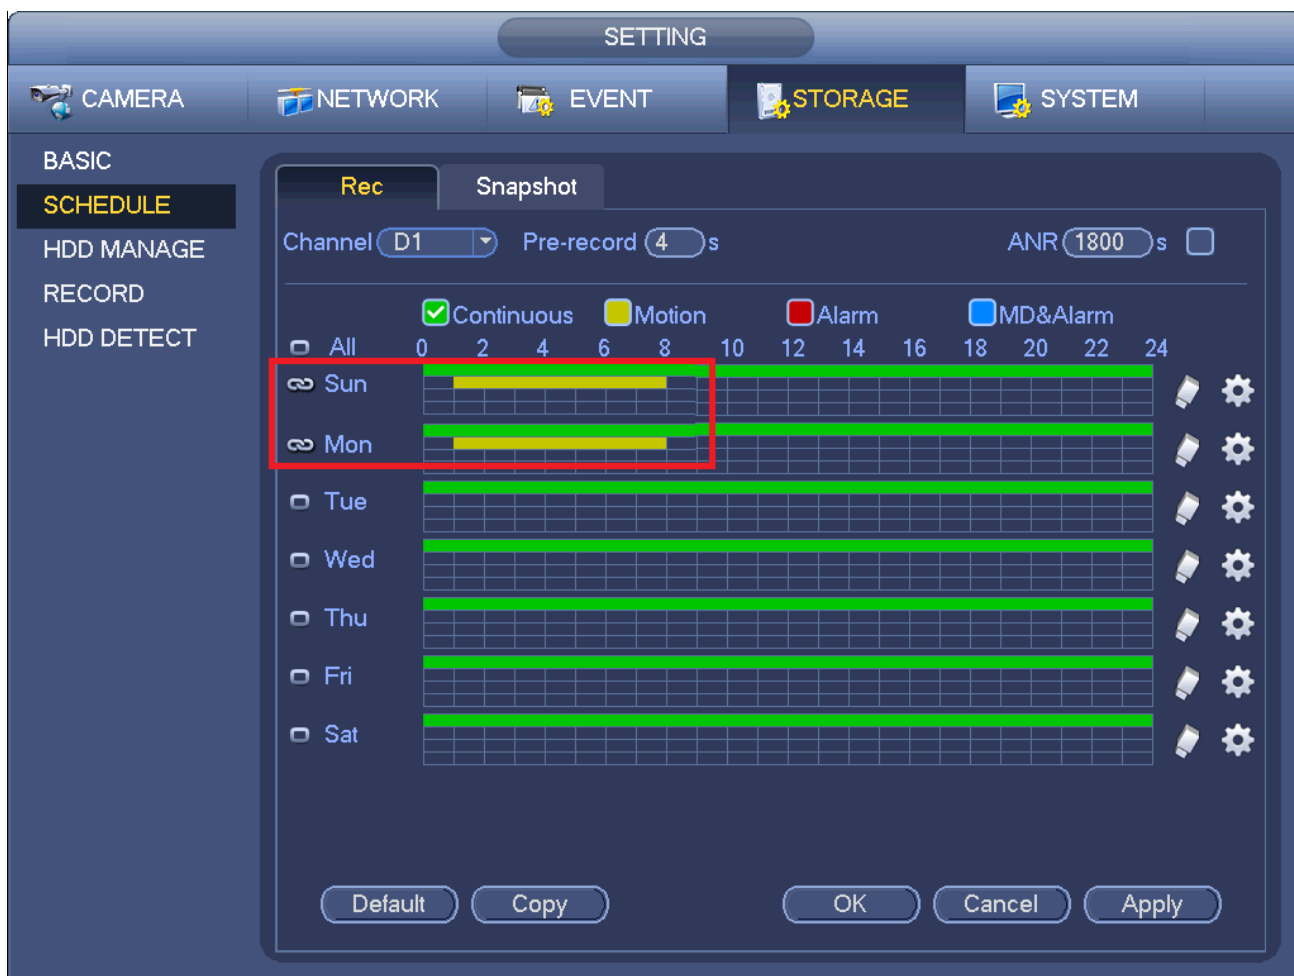 SETTING
CAMERA NETWORK EVENT STORAGE SYSTEM
BASIC
SCHEDULE
HDD MANAGE
RECORD
HDD DETECT
Rec Snapshot
Channel D1 Pre-record 4 s ANR 1800 s
Continuous Motion Alarm MD&Alarm
All 0 2 4 6 8 10 12 14 16 18 20 22 24
Sun
Mon
Tue
Wed
Thu
Fri
Sat
Default Copy OK Cancel Apply